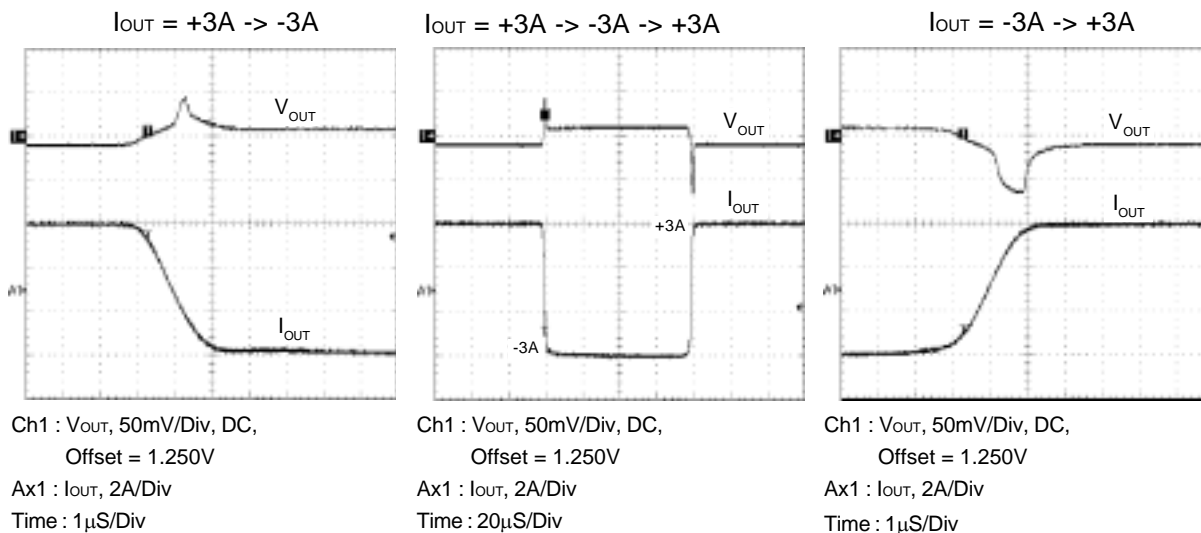 IOUT = +3A -> -3A
VOUT
IOUT
Ch1 : VOUT, 50mV/Div, DC,
Offset = 1.250V
Ax1 : IOUT, 2A/Div
Time : 1μS/Div
IOUT = +3A -> -3A -> +3A
VOUT
IOUT
+3A
-3A
Ch1 : VOUT, 50mV/Div, DC,
Offset = 1.250V
Ax1 : IOUT, 2A/Div
Time : 20μS/Div
IOUT = -3A -> +3A
VOUT
IOUT
Ch1 : VOUT, 50mV/Div, DC,
Offset = 1.250V
Ax1 : IOUT, 2A/Div
Time : 1μS/Div